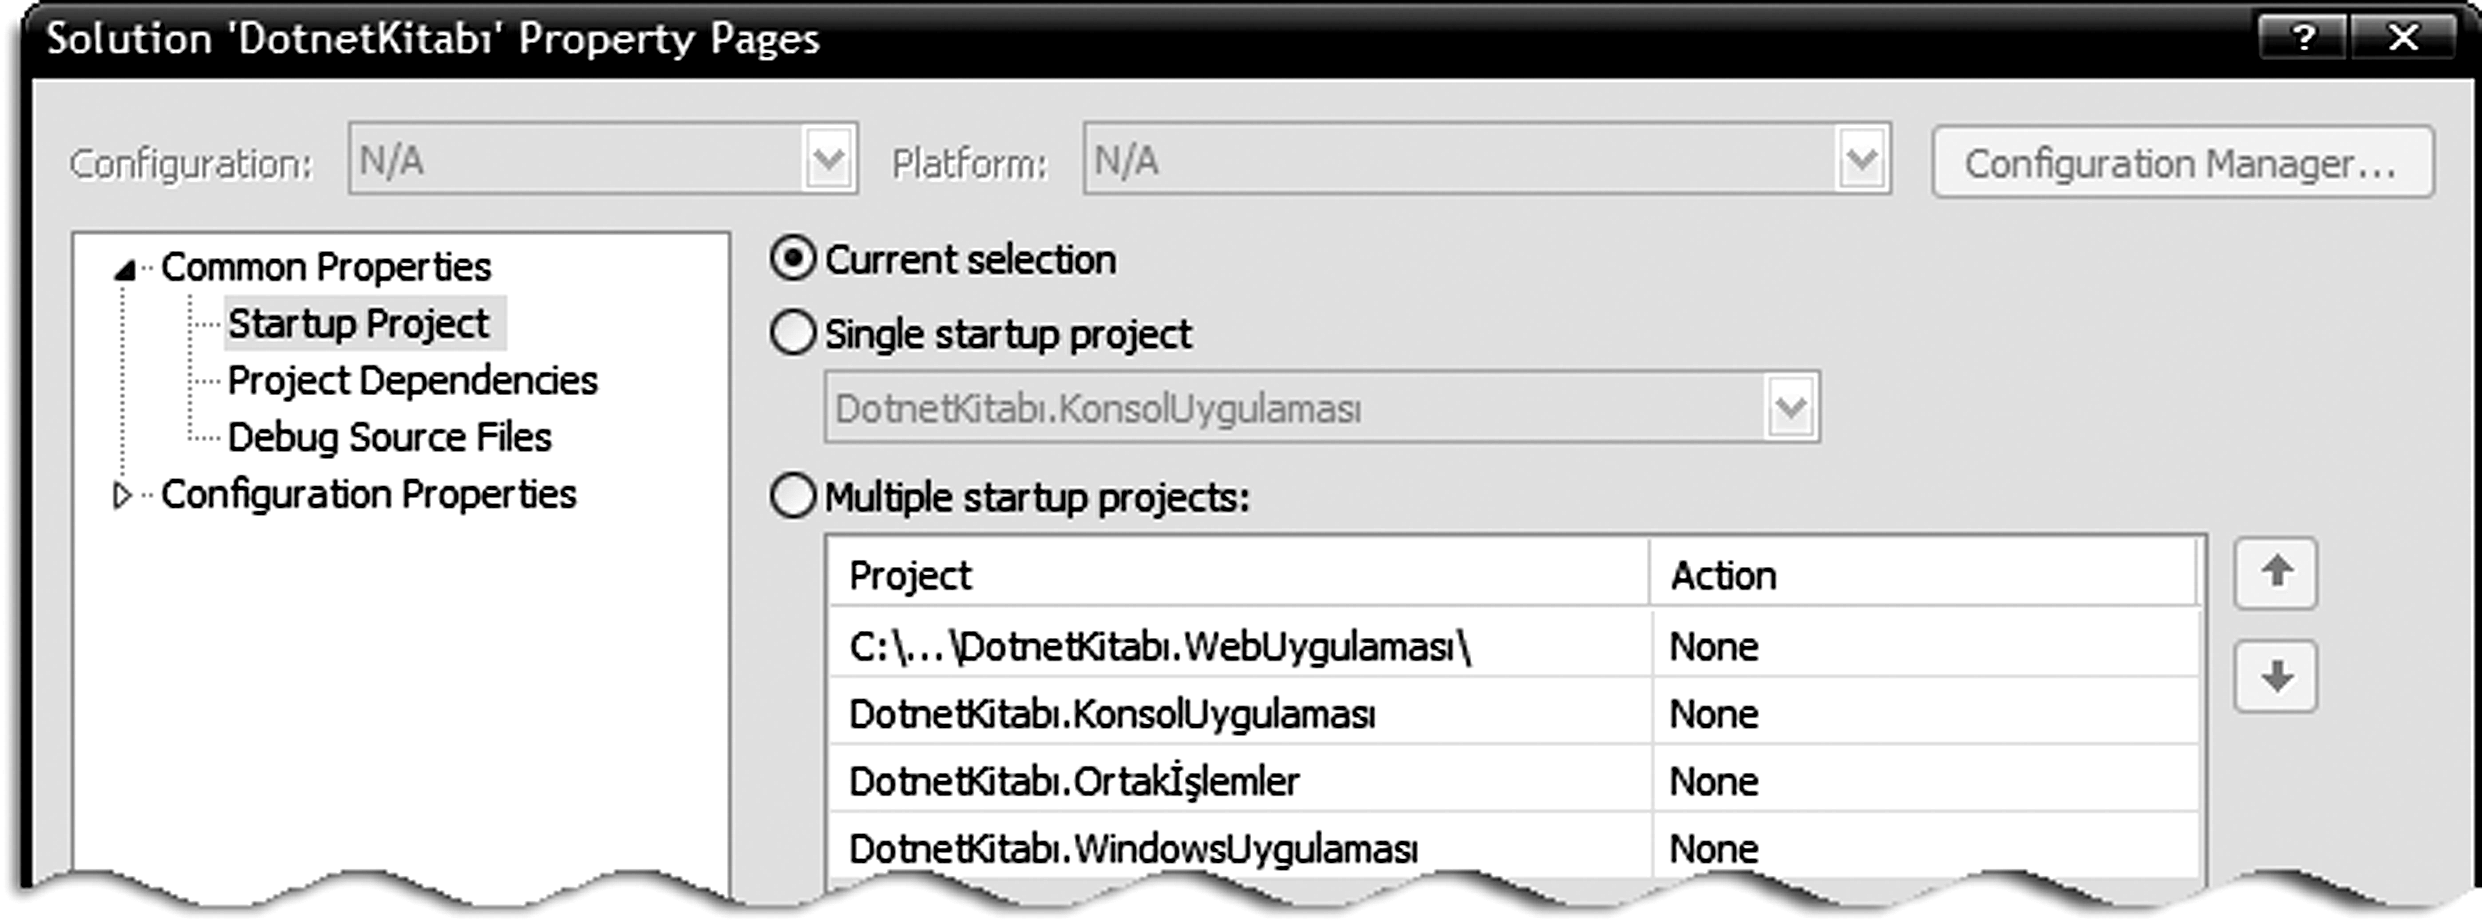 Solution 'DotnetKitabı' Property Pages
? X
Configuration: N/A Platform: N/A Configuration Manager...
Common Properties
Startup Project
Project Dependencies
Debug Source Files
Configuration Properties
Current selection
Single startup project
DotnetKitabı.KonsolUygulaması
Multiple startup projects:
Project Action
C:\...\DotnetKitabı.WebUygulaması\ None
DotnetKitabı.KonsolUygulaması None
DotnetKitabı.Ortakİşlemler None
DotnetKitabı.WindowsUygulaması None